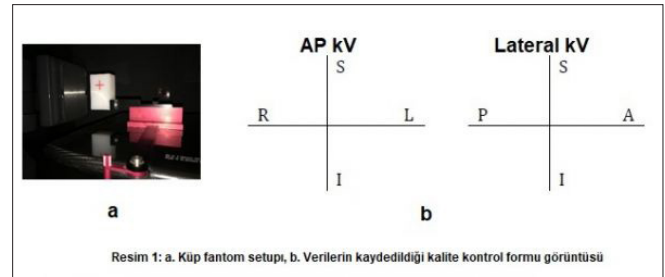 AP kV
Lateral kV
S
S
R
L
P
A
I
I
a
b
Resim 1: a. Küp fantom setupı, b. Verilerin kaydedildiği kalite kontrol formu görüntüsü